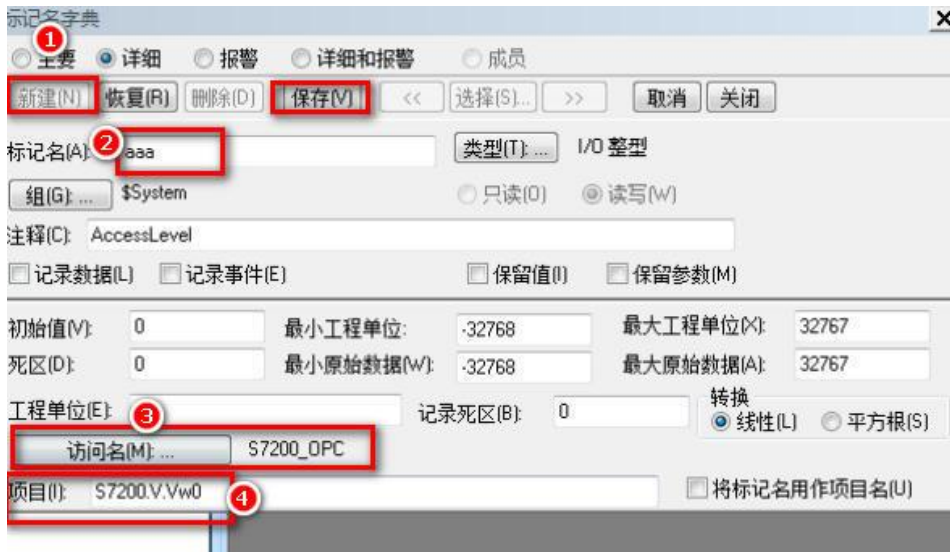 标记名字典
1
主要 详细 报警 详细和报警 成员
新建(N) 恢复(R) 删除(D) 保存(V) << 选择(S)... >> 取消 关闭
标记名(A): 2 aaa 类型(T): ... I/O 整型
组(G): ... $System 只读(O) 读写(W)
注释(C): AccessLevel
记录数据(L) 记录事件(E) 保留值(I) 保留参数(M)
初始值(V): 0 最小工程单位: -32768 最大工程单位(X): 32767
死区(D): 0 最小原始数据(W): -32768 最大原始数据(A): 32767
转换
工程单位(E): 3 记录死区(B): 0 线性(L) 平方根(S)
访问名(M): ... S7200_OPC
项目(I): S7200.V.Vw0 4 将标记名用作项目名(U)